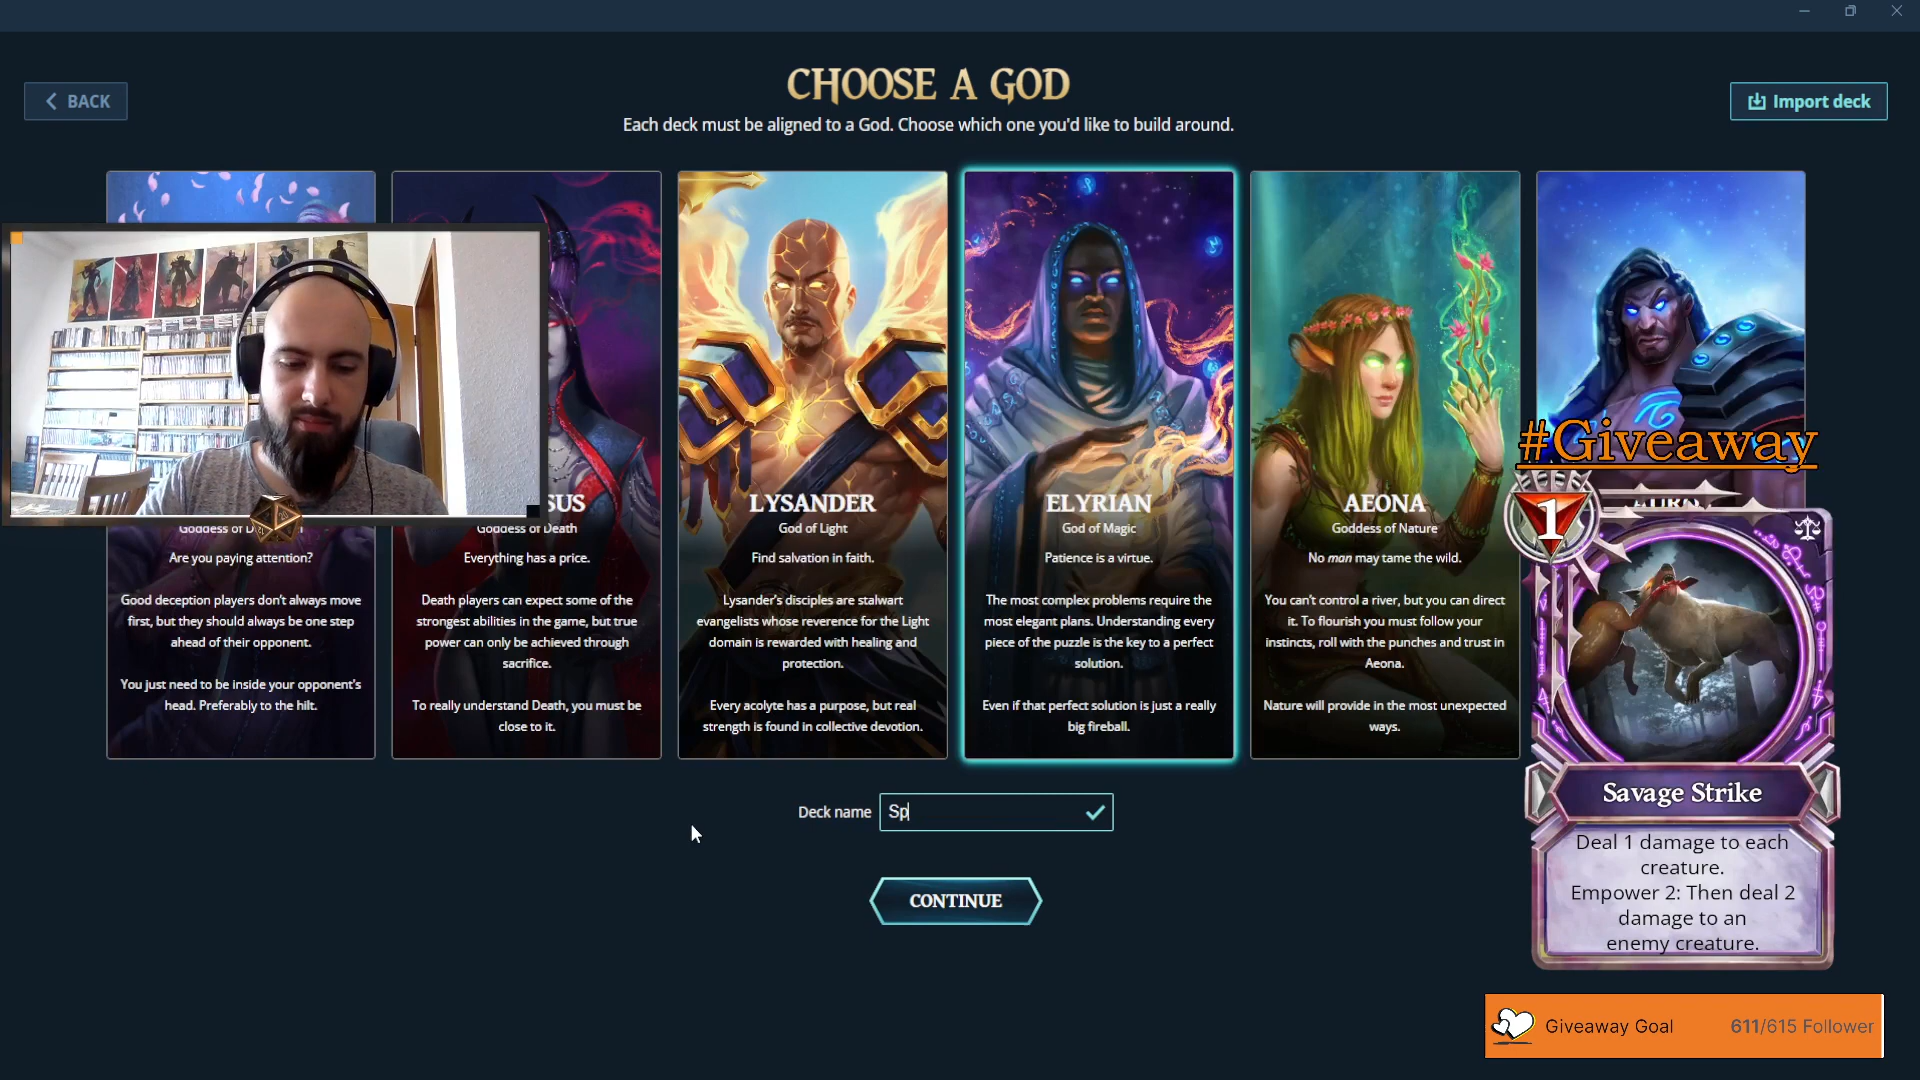 CHOOSE A GOD
Each deck must be aligned to a God. Choose which one you'd like to build around.
BACK
Import deck
Goddess of
Are you paying attention?
Good deception players don't always move
first, but they should always be one step
ahead of their opponent.
You just need to be inside your opponent's
head. Preferably to the hilt.
SUS
Goddess of Death
Everything has a price.
Death players can expect some of the
strongest abilities in the game, but true
power can only be achieved through
sacrifice.
To really understand Death, you must be
close to it.
LYSANDER
God of Light
Find salvation in faith.
Lysander's disciples are stalwart
evangelists whose reverence for the Light
domain is rewarded with healing and
protection.
Every acolyte has a purpose, but real
strength is found in collective devotion.
ELYRIAN
God of Magic
Patience is a virtue.
The most complex problems require the
most elegant plans. Understanding every
piece of the puzzle is the key to a perfect
solution.
Even if that perfect solution is just a really
big fireball.
AEONA
Goddess of Nature
No man may tame the wild.
You can't control a river, but you can direct
it. To flourish you must follow your
instincts, roll with the punches and trust in
Aeona.
Nature will provide in the most unexpected
ways.
#Giveaway
1
Savage Strike
Deal 1 damage to each
creature.
Empower 2: Then deal 2
damage to an
enemy creature.
Deck name
Sp
CONTINUE
Giveaway Goal
611/615 Follower